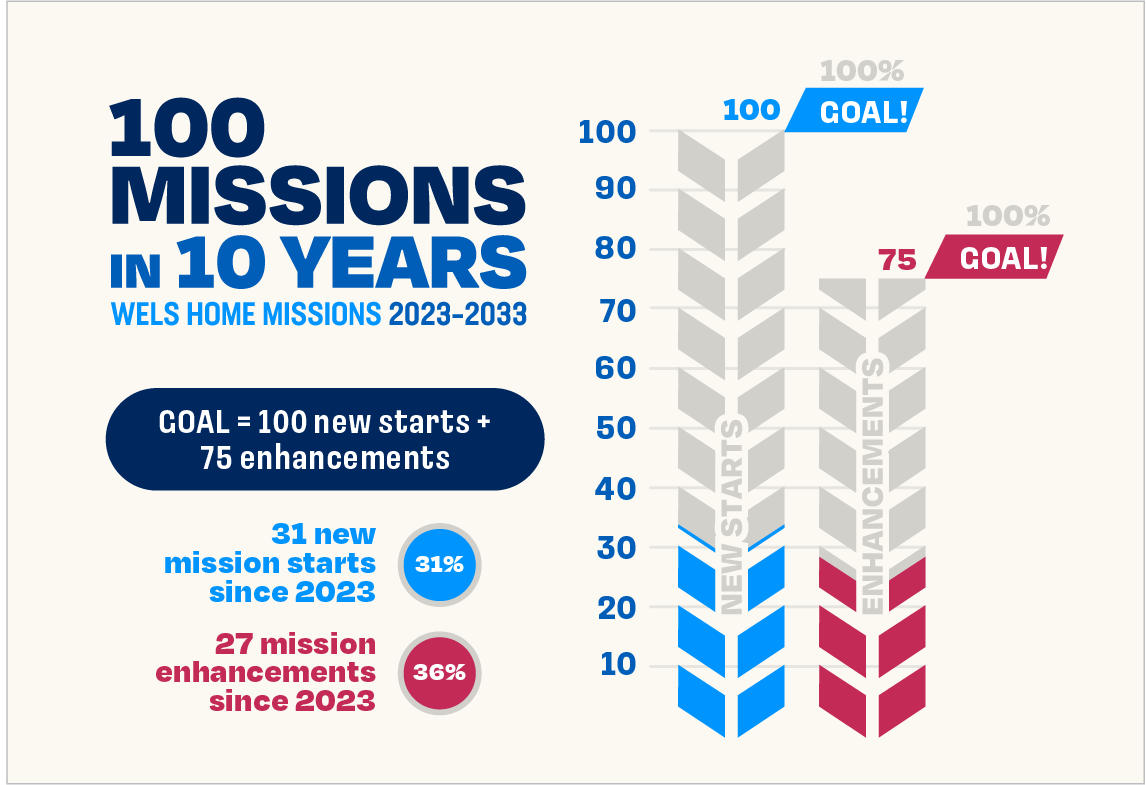 100
MISSIONS
IN 10 YEARS
WELS HOME MISSIONS 2023-2033
GOAL = 100 new starts +
75 enhancements
31 new
mission starts
since 2023
31%
27 mission
enhancements
since 2023
36%
100%
100 GOAL!
100%
75 GOAL!
100
90
80
70
60
50
40
30
20
10
NEW STARTS
ENHANCEMENTS